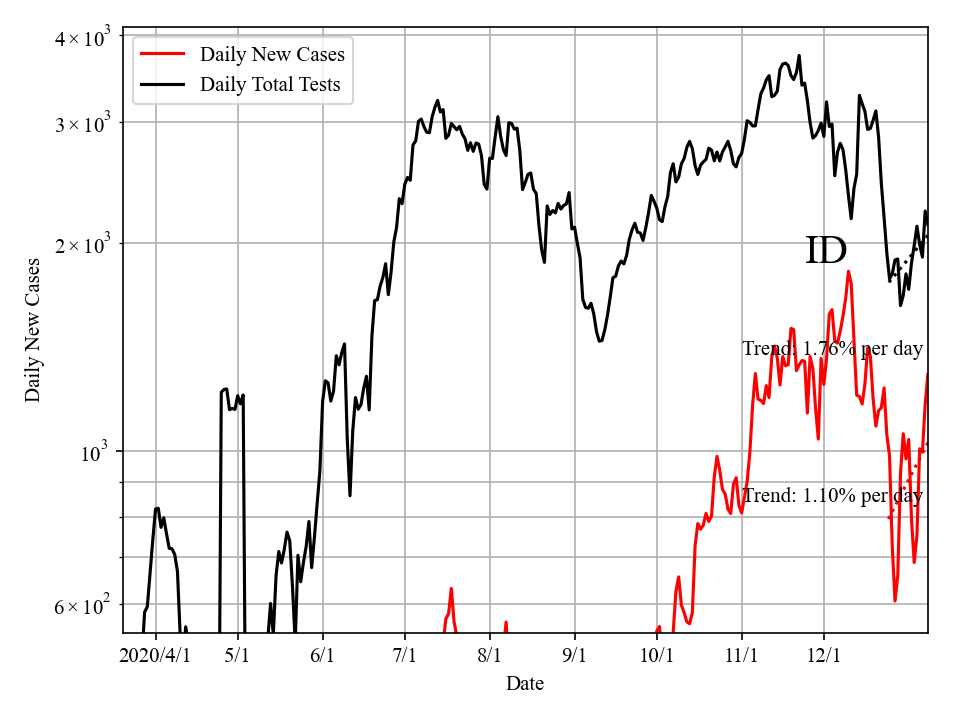 Daily New Cases
Daily Total Tests
4 × 10³
3 × 10³
2 × 10³
10³
6 × 10²
Daily New Cases
ID
Trend: 1.76% per day
Trend: 1.10% per day
2020/4/1 5/1 6/1 7/1 8/1 9/1 10/1 11/1 12/1
Date